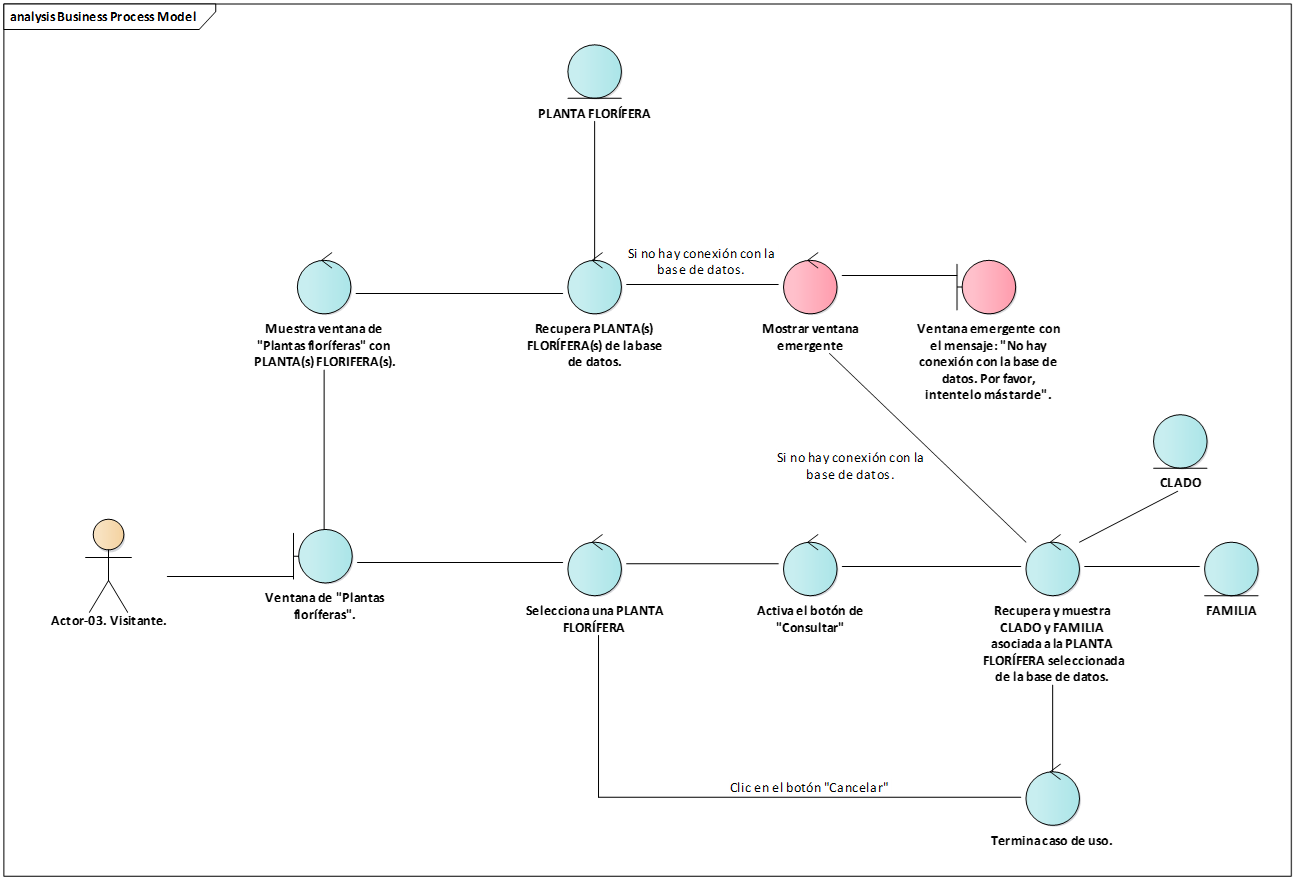 analysis Business Process Model
PLANTA FLORÍFERA
Si no hay conexión con la
base de datos.
Muestra ventana de
"Plantas floríferas" con
PLANTA(s) FLORIFERA(s).
Recupera PLANTA(s)
FLORÍFERA(s) de la base
de datos.
Mostrar ventana
emergente
Ventana emergente con
el mensaje: "No hay
conexión con la base de
datos. Por favor,
intentelo más tarde".
Si no hay conexión con la
base de datos.
CLADO
Actor-03. Visitante.
Ventana de "Plantas
floríferas".
Selecciona una PLANTA
FLORÍFERA
Activa el botón de
"Consultar"
Recupera y muestra
CLADO y FAMILIA
asociada a la PLANTA
FLORÍFERA seleccionada
de la base de datos.
FAMILIA
Clic en el botón "Cancelar"
Termina caso de uso.